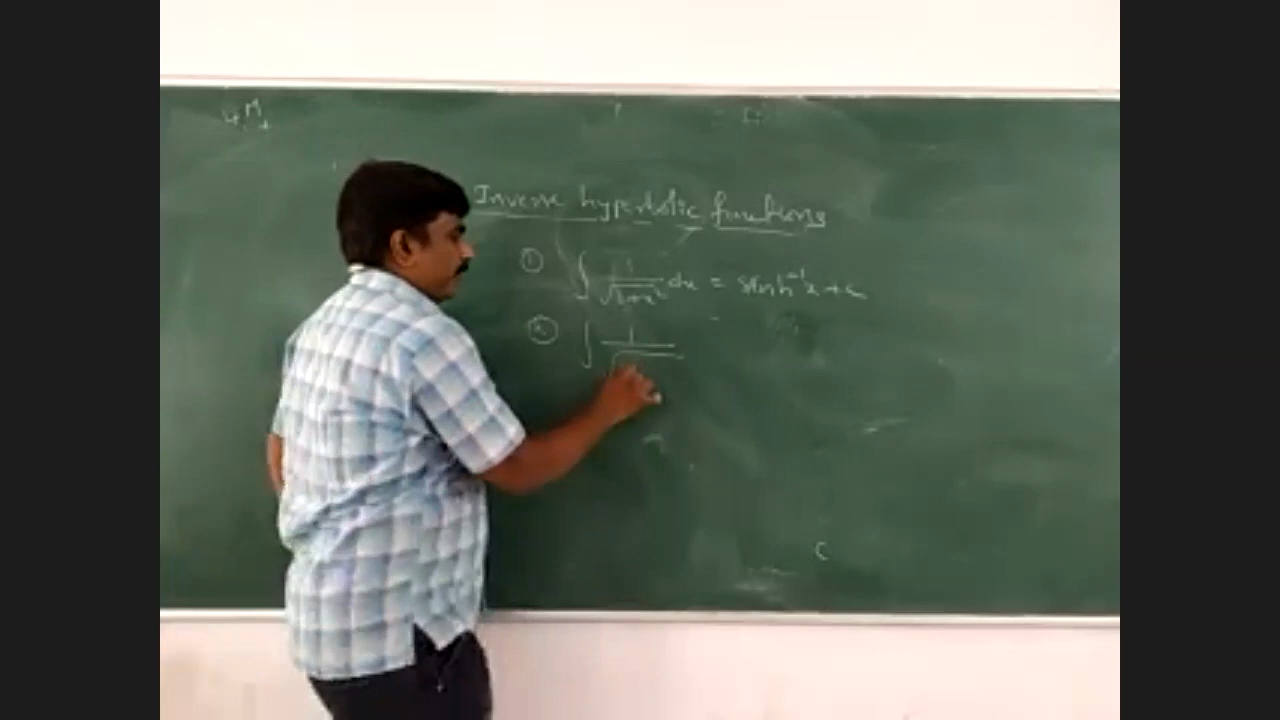 Inverse hyperbolic functions
① ∫ 1/√(1+x²) dx = sinh⁻¹x + c
② ∫ 1/√